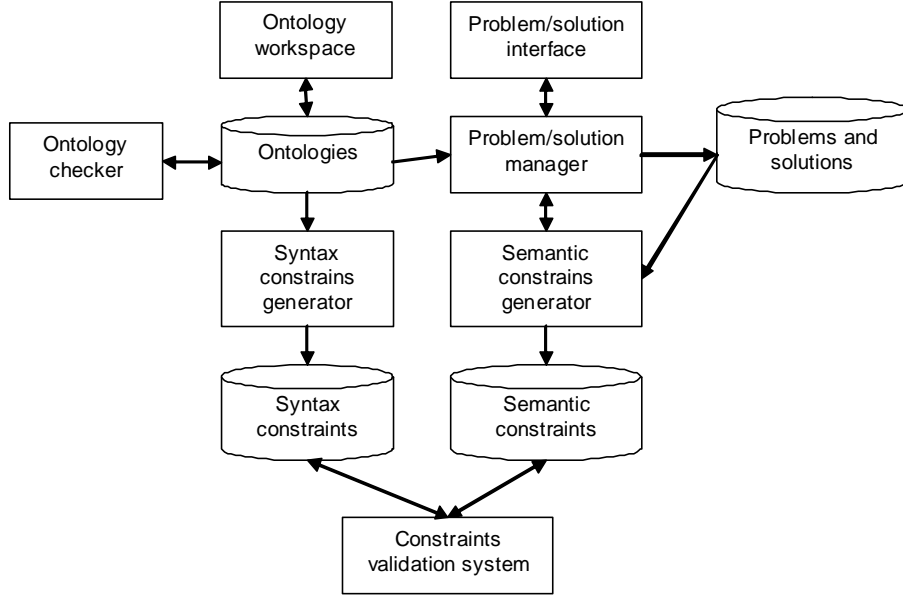 Ontology
workspace
Problem/solution
interface
Ontology
checker
Ontologies
Problem/solution
manager
Problems and
solutions
Syntax
constrains
generator
Semantic
constrains
generator
Syntax
constraints
Semantic
constraints
Constraints
validation system